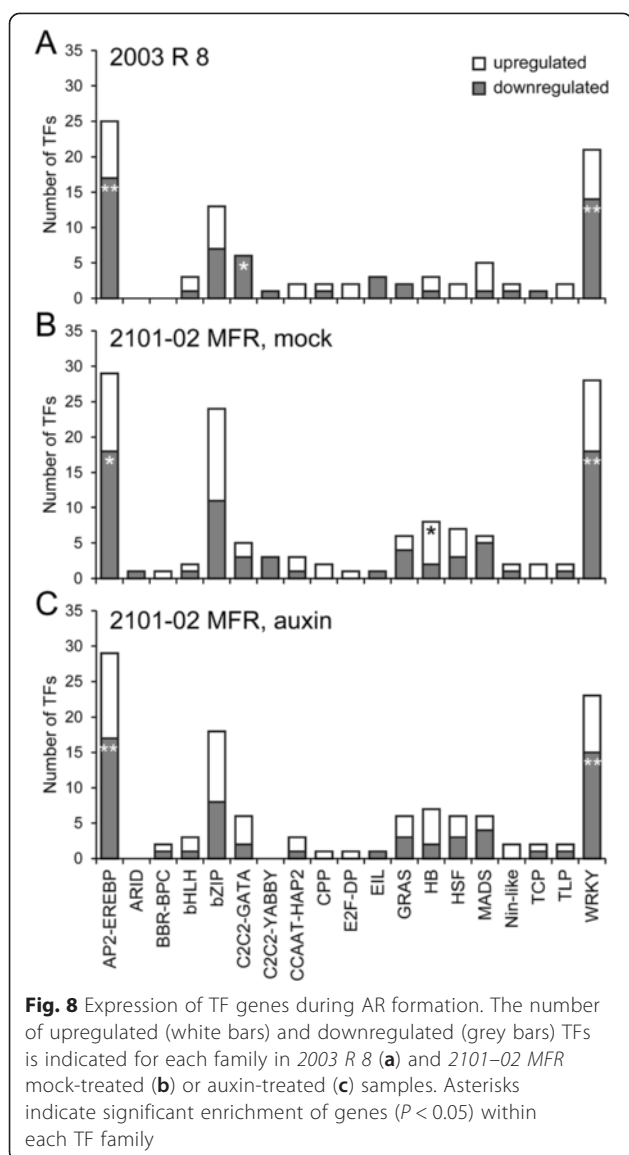 A
2003 R 8
upregulated
downregulated
Number of TFs
35
30
25
20
15
10
5
0
**
*
**
B
2101-02 MFR, mock
Number of TFs
35
30
25
20
15
10
5
0
*
*
**
C
2101-02 MFR, auxin
Number of TFs
35
30
25
20
15
10
5
0
**
**
AP2-EREBP
ARID
BBR-BPC
bHLH
bZIP
C2C2-GATA
C2C2-YABBY
CCAAT-HAP2
CPP
E2F-DP
EIL
GRAS
HB
HSF
MADS
Nin-like
TCP
TLP
WRKY
Fig. 8 Expression of TF genes during AR formation. The number
of upregulated (white bars) and downregulated (grey bars) TFs
is indicated for each family in 2003 R 8 (a) and 2101–02 MFR
mock-treated (b) or auxin-treated (c) samples. Asterisks
indicate significant enrichment of genes (P < 0.05) within
each TF family